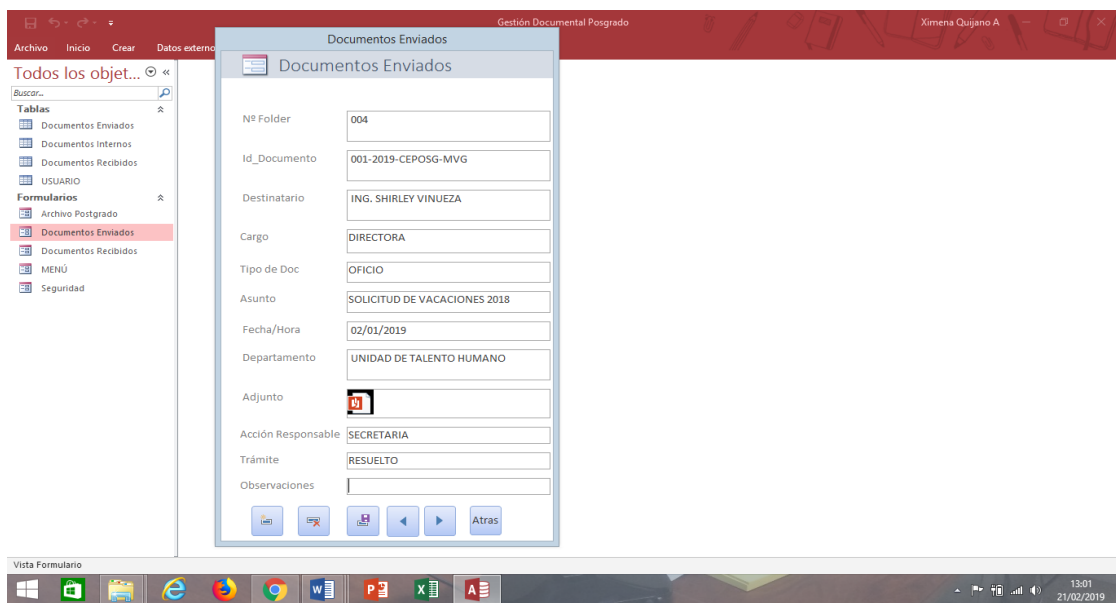 Gestión Documental Posgrado
Ximena Quijano A
Archivo Inicio Crear Datos externo
Todos los objet... «
Buscar...
Tablas
Documentos Enviados
Documentos Internos
Documentos Recibidos
USUARIO
Formularios
Archivo Postgrado
Documentos Enviados
Documentos Recibidos
MENÚ
Seguridad
Documentos Enviados
Documentos Enviados
Nº Folder 004
Id_Documento 001-2019-CEPOSG-MVG
Destinatario ING. SHIRLEY VINUEZA
Cargo DIRECTORA
Tipo de Doc OFICIO
Asunto SOLICITUD DE VACACIONES 2018
Fecha/Hora 02/01/2019
Departamento UNIDAD DE TALENTO HUMANO
Adjunto
Acción Responsable SECRETARIA
Trámite RESUELTO
Observaciones
Atras
Vista Formulario
13:01
21/02/2019